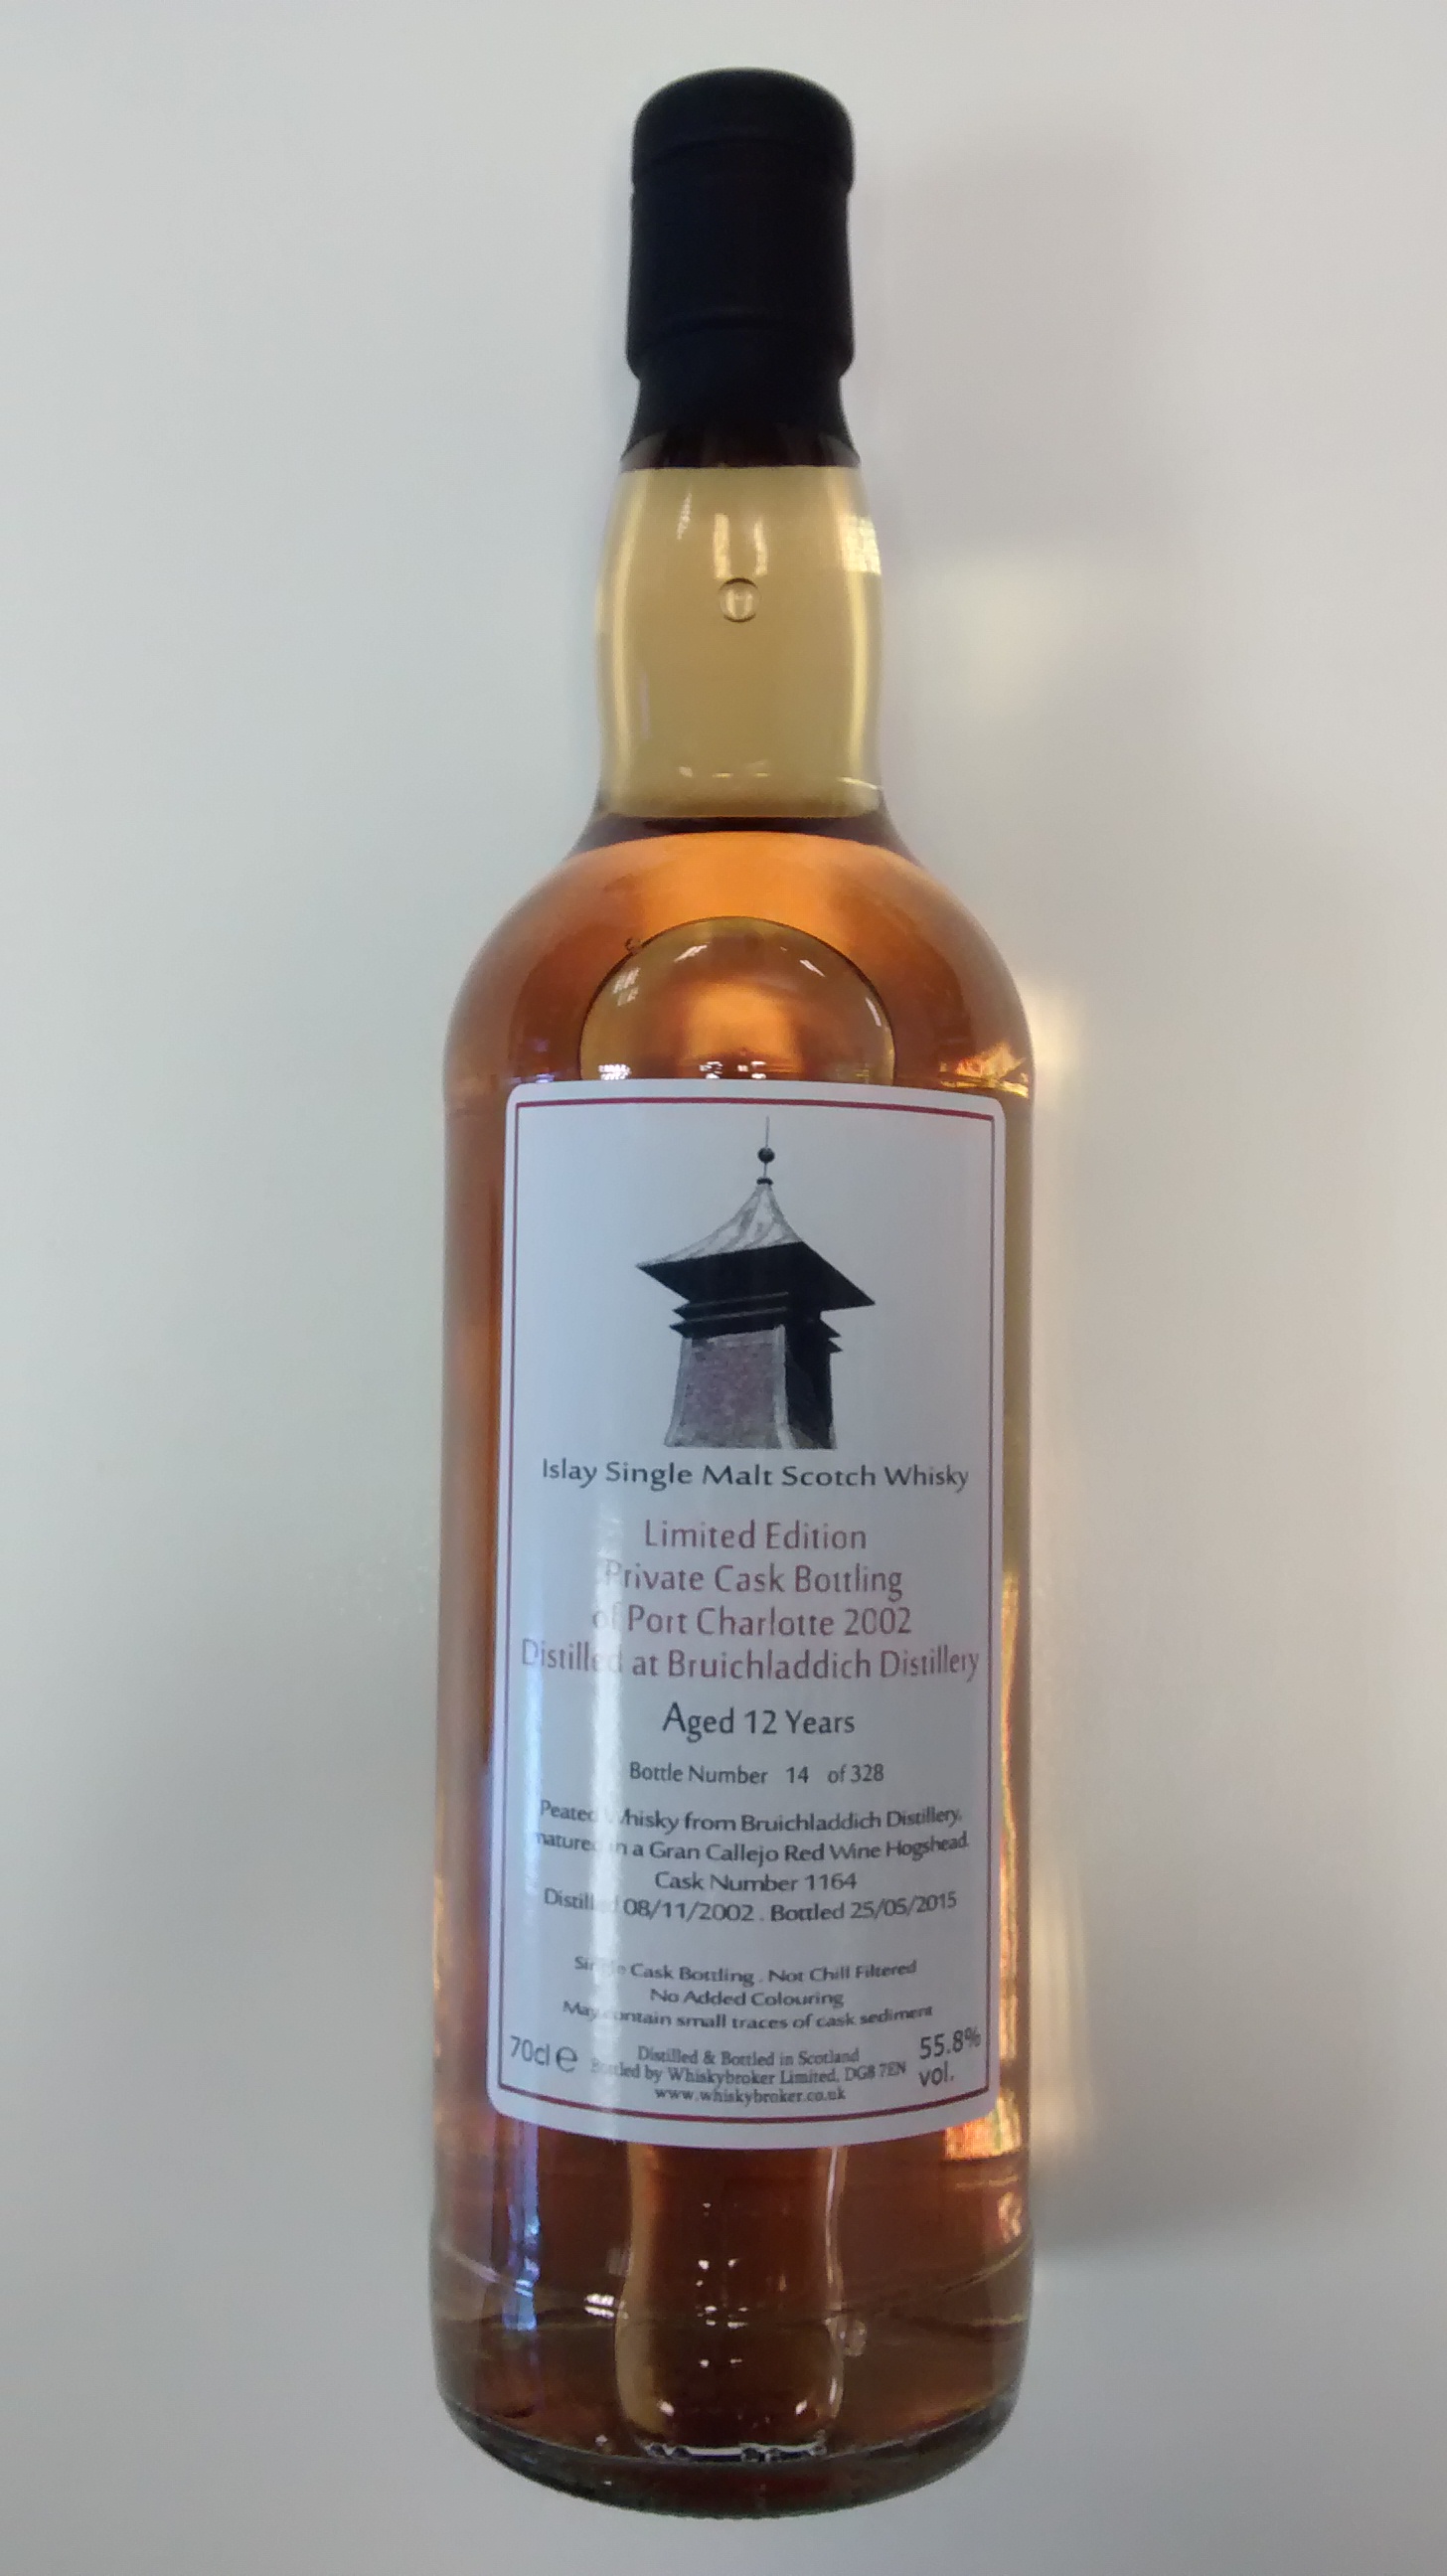 Islay Single Malt Scotch Whisky
Limited Edition
Private Cask Bottling
of Port Charlotte 2002
Distilled at Bruichladdich Distillery
Aged 12 Years
Bottle Number 14 of 328
Peated Whisky from Bruichladdich Distillery,
matured in a Gran Callejo Red Wine Hogshead.
Cask Number 1164
Distilled 08/11/2002 . Bottled 25/05/2015
Single Cask Bottling . Not Chill Filtered
No Added Colouring
May contain small traces of cask sediment
70cl e
Distilled & Bottled in Scotland
Bottled by Whiskybroker Limited, DG8 7EN
www.whiskybroker.co.uk
55.8%
vol.